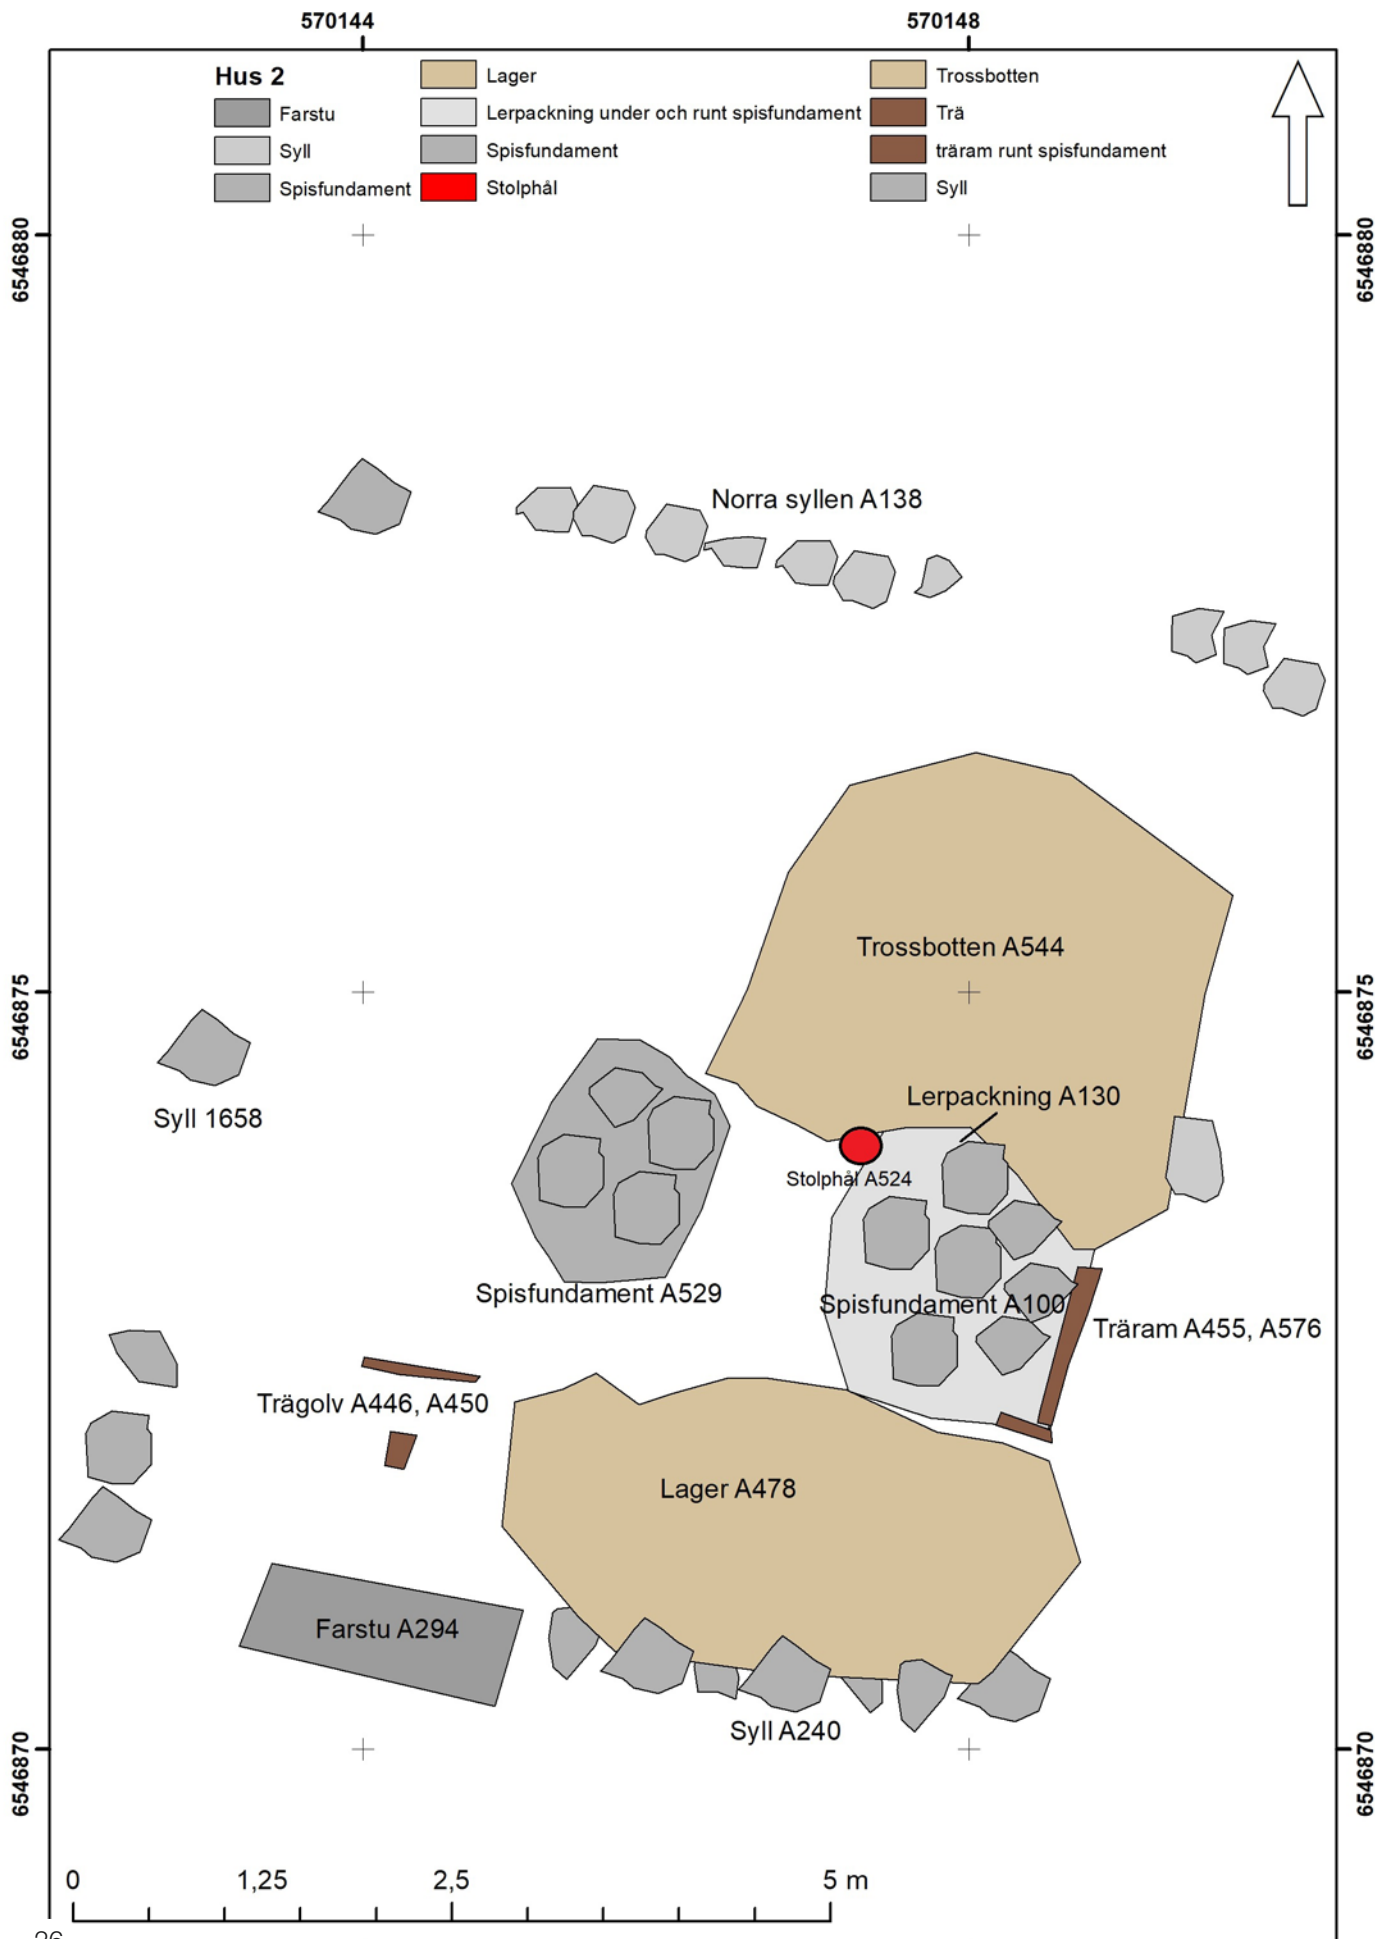 570144
570148
Hus 2
Farstu
Syll
Spisfundament
Lager
Lerpackning under och runt spisfundament
Spisfundament
Stolphål
Trossbotten
Trä
träram runt spisfundament
Syll
6546880
6546880
Norra syllen A138
Trossbotten A544
6546875
6546875
Lerpackning A130
Syll 1658
Stolphål A524
Spisfundament A529
Spisfundament A100
Träram A455, A576
Trägolv A446, A450
Lager A478
Farstu A294
Syll A240
6546870
6546870
0 1,25 2,5 5 m
26